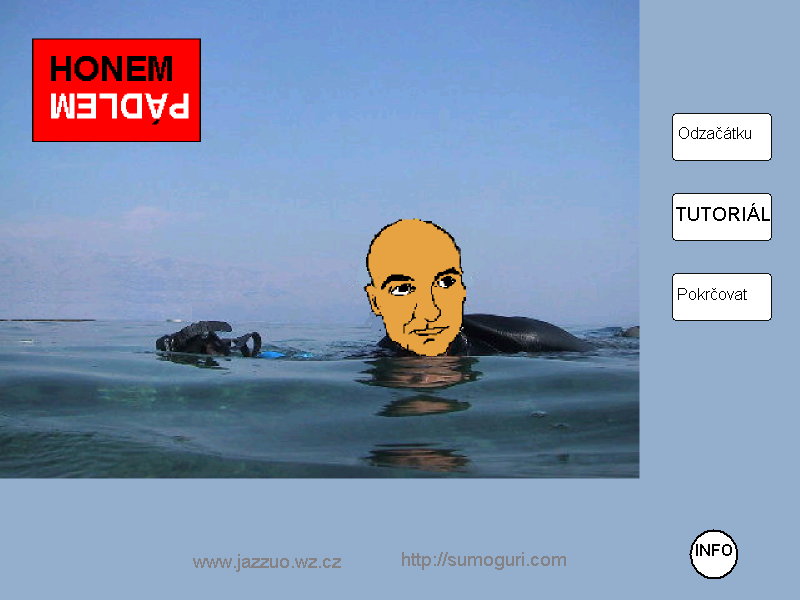 HONEM
PÁDLEM
Odzačátku
TUTORIÁL
Pokrčovat
www.jazzuo.wz.cz
http://sumoguri.com
INFO